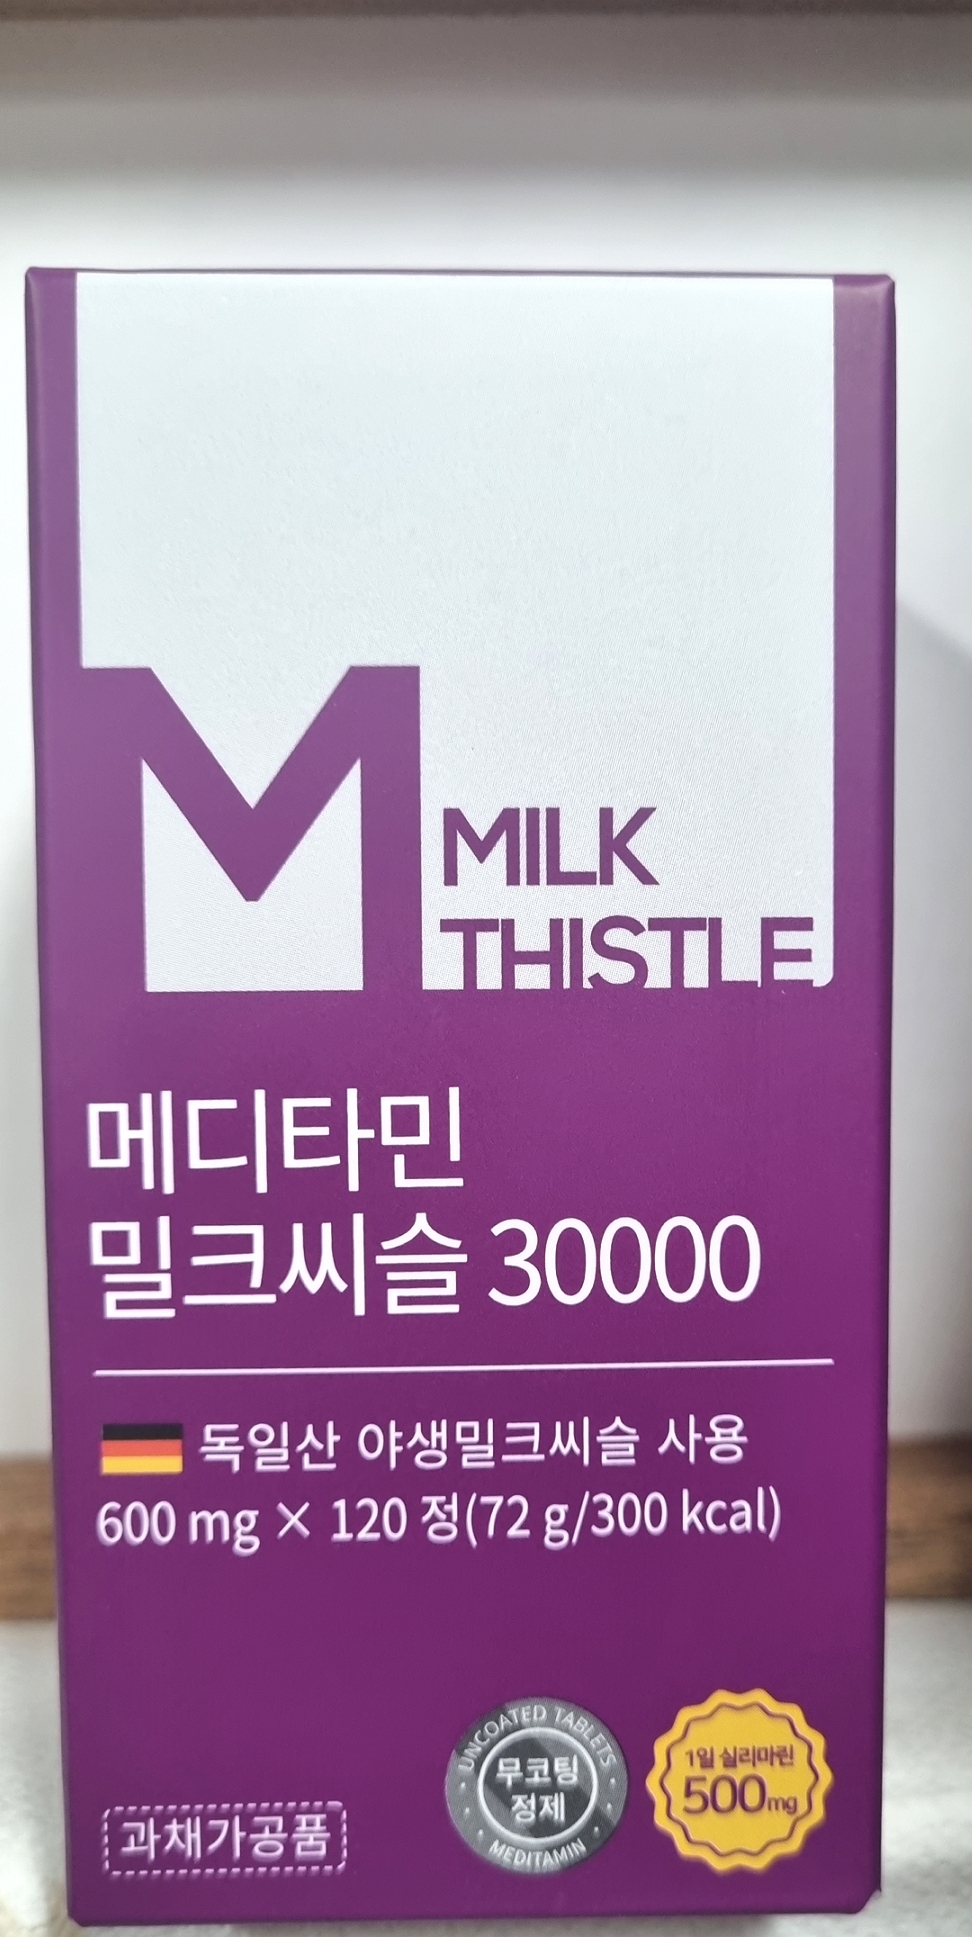 MILK
THISTLE
메디타민
밀크씨슬 30000
독일산 야생밀크씨슬 사용
600 mg × 120 정(72 g/300 kcal)
과채가공품
UNCOATED TABLETS
무코팅
정제
MEDITAMIN
1일 실리마린
500mg